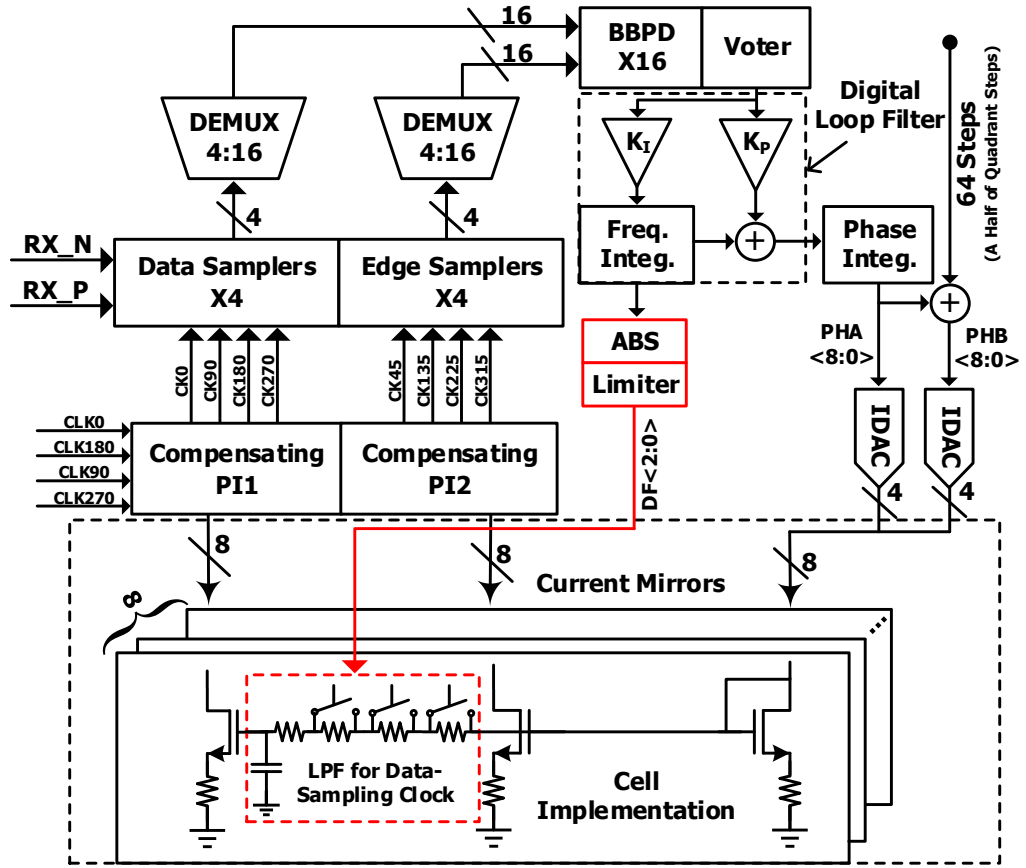 16
16
BBPD
X16
Voter
DEMUX
4:16
DEMUX
4:16
Digital
Loop Filter
K_I
K_P
64 Steps
(A Half of Quadrant Steps)
4
4
RX_N
RX_P
Data Samplers
X4
Edge Samplers
X4
Freq.
Integ.
+
Phase
Integ.
+
ABS
Limiter
PHA
<8:0>
PHB
<8:0>
CK0
CK90
CK180
CK270
CK45
CK135
CK225
CK315
IDAC
IDAC
CLK0
CLK180
CLK90
CLK270
Compensating
PI1
Compensating
PI2
DF<2:0>
4
4
8
8
8
Current Mirrors
8
LPF for Data-
Sampling Clock
Cell
Implementation